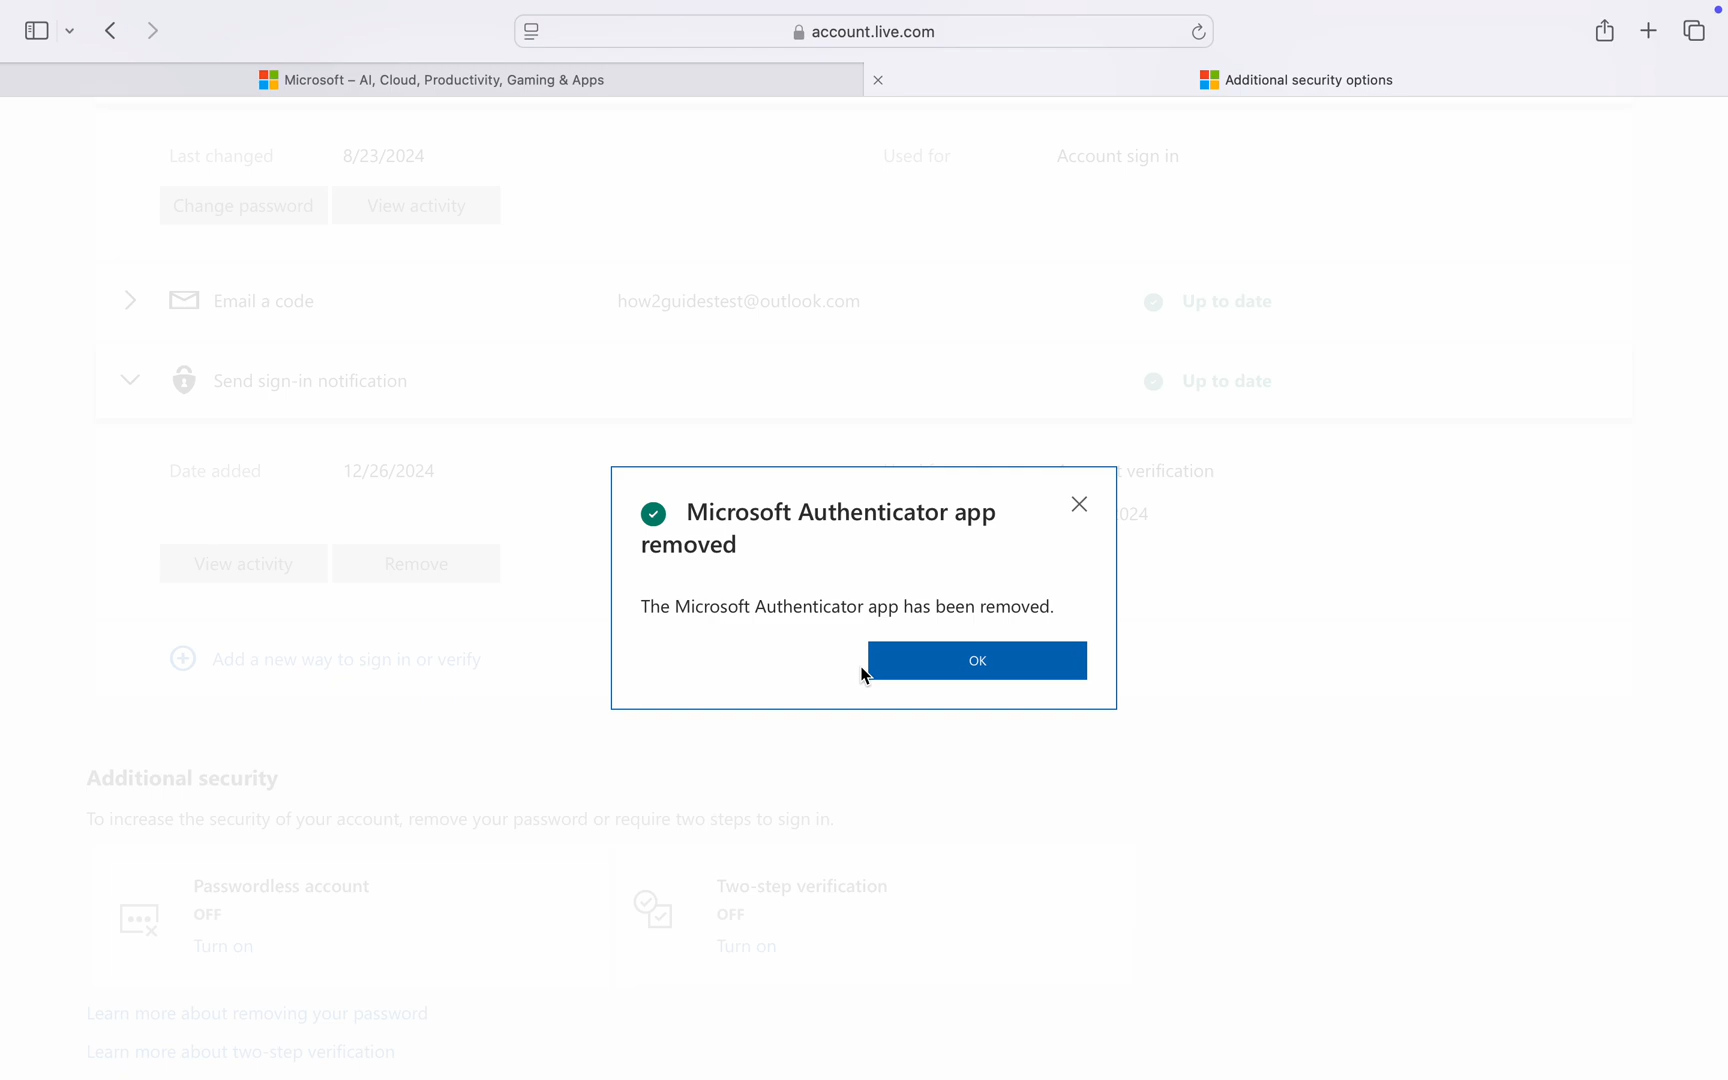 account.live.com
Microsoft – AI, Cloud, Productivity, Gaming & Apps
Additional security options
Last changed 8/23/2024 Used for Account sign in
Change password View activity
Email a code how2guidestest@outlook.com Up to date
Send sign-in notification Up to date
Date added 12/26/2024 verification
2024
Microsoft Authenticator app
removed
View activity Remove
The Microsoft Authenticator app has been removed.
Add a new way to sign in or verify
OK
Additional security
To increase the security of your account, remove your password or require two steps to sign in.
Passwordless account Two-step verification
OFF OFF
Turn on Turn on
Learn more about removing your password
Learn more about two-step verification